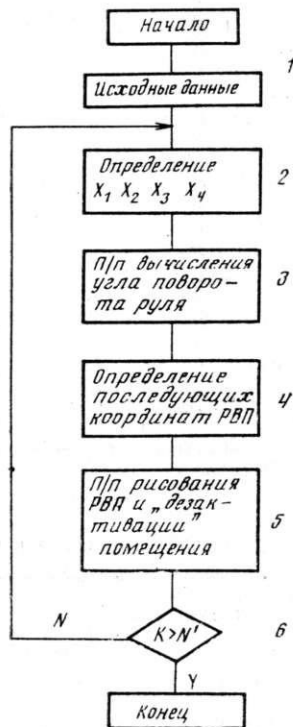 Начало
1
Исходные данные
Определение
X₁ X₂ X₃ X₄
2
П/п вычисления
угла поворо-
та руля
3
Определение
последующих
координат РВП
4
П/п рисования
РВП и „дезак-
тивации"
помещения
5
N
K>N'
6
Y
Конец